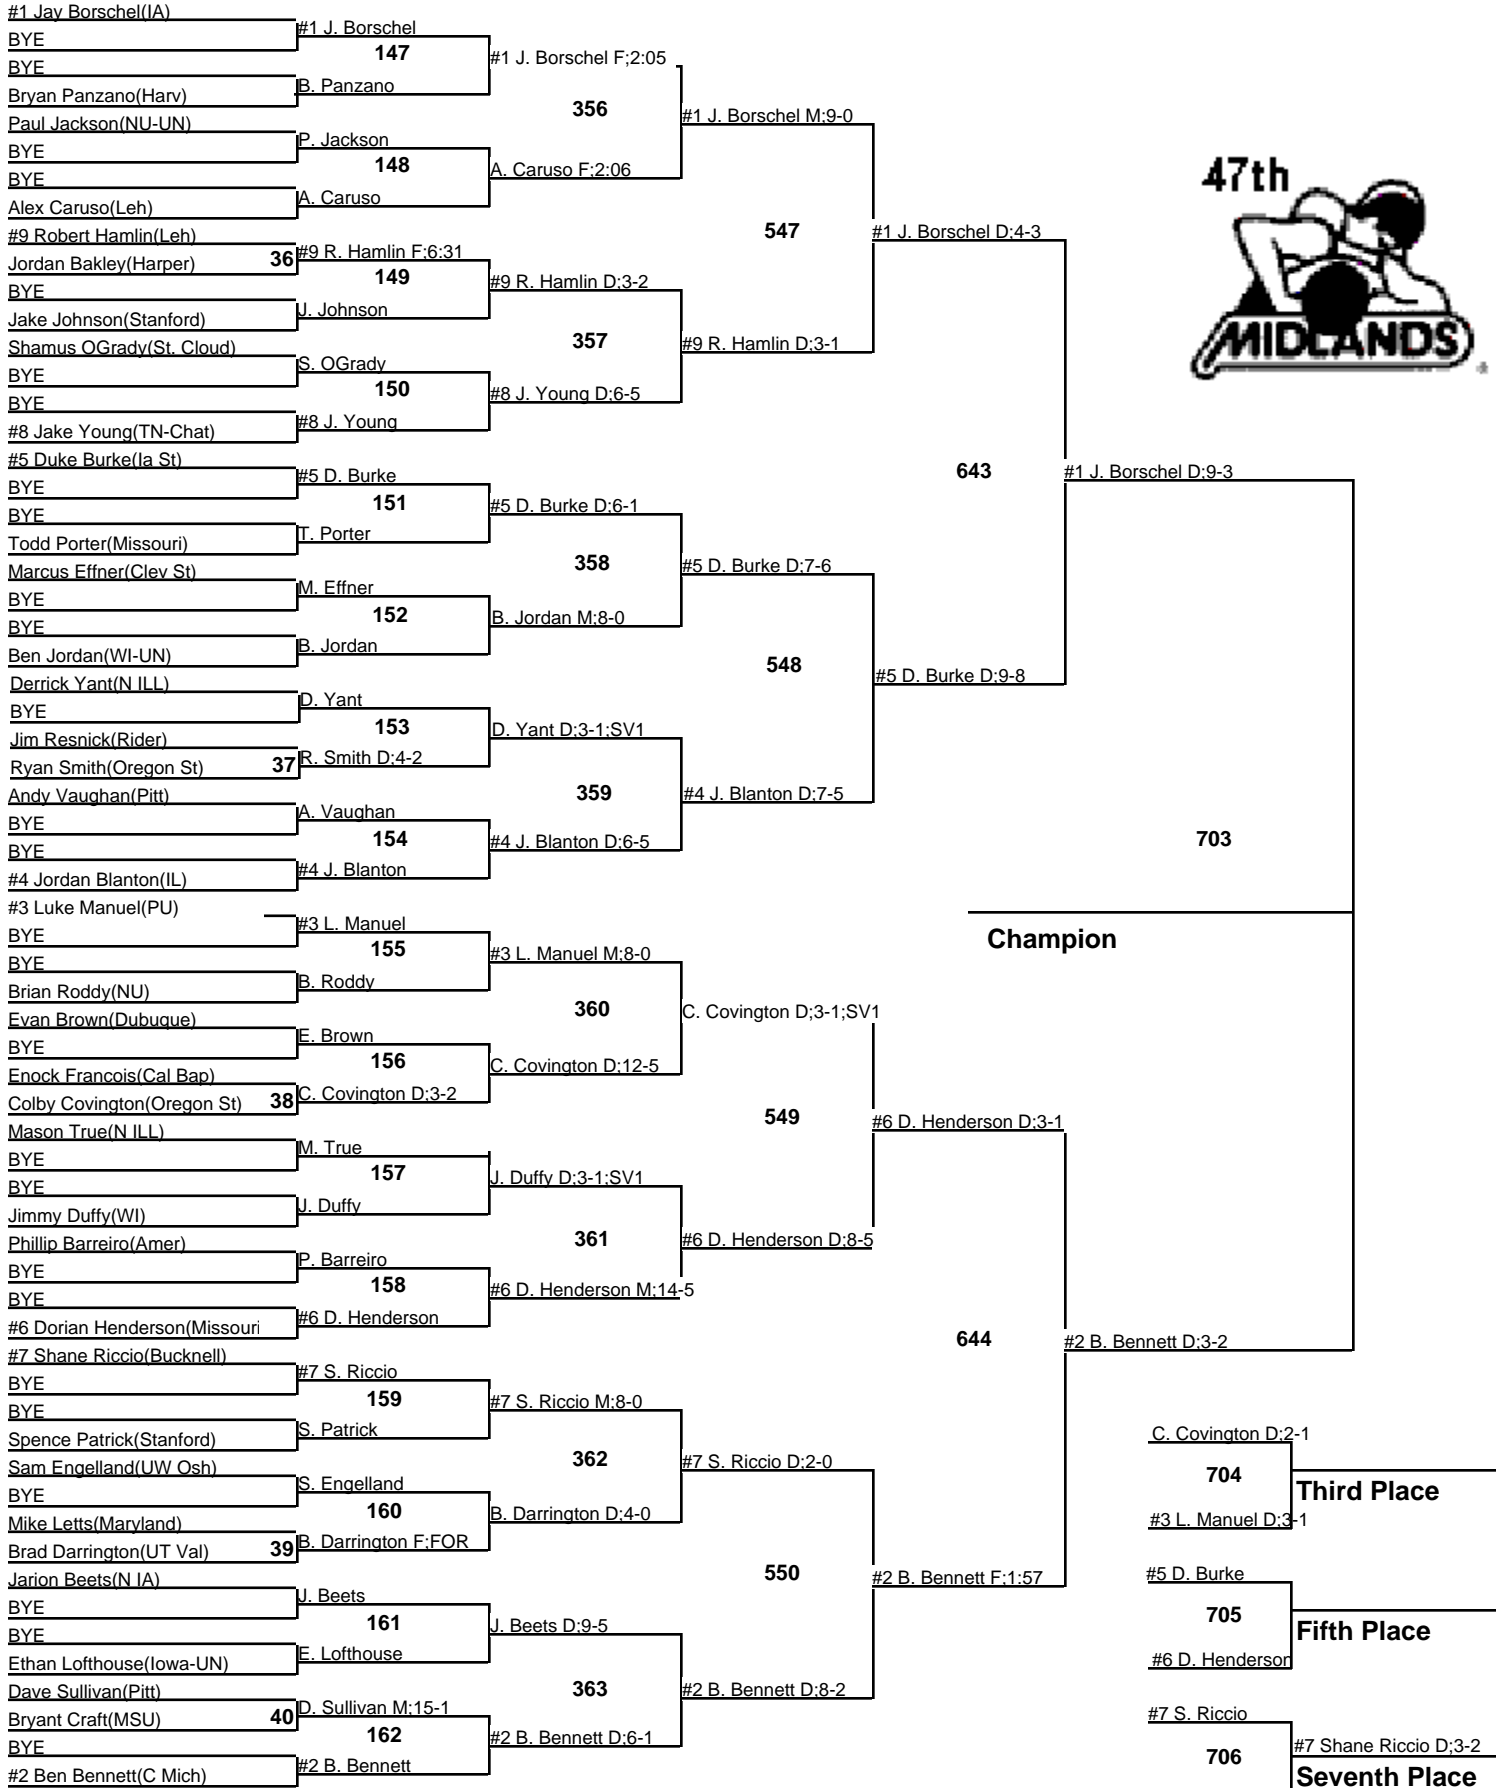 #1 Jay Borschel(IA)
BYE
BYE
Bryan Panzano(Harv)
Paul Jackson(NU-UN)
BYE
BYE
Alex Caruso(Leh)
#9 Robert Hamlin(Leh)
Jordan Bakley(Harper)
36
BYE
Jake Johnson(Stanford)
Shamus OGrady(St. Cloud)
BYE
BYE
#8 Jake Young(TN-Chat)
#5 Duke Burke(Ia St)
BYE
BYE
Todd Porter(Missouri)
Marcus Effner(Clev St)
BYE
BYE
Ben Jordan(WI-UN)
Derrick Yant(N ILL)
BYE
Jim Resnick(Rider)
Ryan Smith(Oregon St)
37
Andy Vaughan(Pitt)
BYE
BYE
#4 Jordan Blanton(IL)
#3 Luke Manuel(PU)
BYE
BYE
Brian Roddy(NU)
Evan Brown(Dubuque)
BYE
Enock Francois(Cal Bap)
Colby Covington(Oregon St)
38
Mason True(N ILL)
BYE
BYE
Jimmy Duffy(WI)
Phillip Barreiro(Amer)
BYE
BYE
#6 Dorian Henderson(Missouri
#7 Shane Riccio(Bucknell)
BYE
BYE
Spence Patrick(Stanford)
Sam Engelland(UW Osh)
BYE
Mike Letts(Maryland)
Brad Darrington(UT Val)
39
Jarion Beets(N IA)
BYE
BYE
Ethan Lofthouse(Iowa-UN)
Dave Sullivan(Pitt)
Bryant Craft(MSU)
40
BYE
#2 Ben Bennett(C Mich)
#1 J. Borschel
147
B. Panzano
P. Jackson
148
A. Caruso
#9 R. Hamlin F;6:31
149
J. Johnson
S. OGrady
150
#8 J. Young
#5 D. Burke
151
T. Porter
M. Effner
152
B. Jordan
D. Yant
153
R. Smith D;4-2
A. Vaughan
154
#4 J. Blanton
#3 L. Manuel
155
B. Roddy
E. Brown
156
C. Covington D;3-2
M. True
157
J. Duffy
P. Barreiro
158
#6 D. Henderson
#7 S. Riccio
159
S. Patrick
S. Engelland
160
B. Darrington F;FOR
J. Beets
161
E. Lofthouse
D. Sullivan M;15-1
162
#2 B. Bennett
#1 J. Borschel F;2:05
356
A. Caruso F;2:06
#9 R. Hamlin D;3-2
357
#8 J. Young D;6-5
#5 D. Burke D;6-1
358
B. Jordan M;8-0
D. Yant D;3-1;SV1
359
#4 J. Blanton D;6-5
#3 L. Manuel M;8-0
360
C. Covington D;12-5
J. Duffy D;3-1;SV1
361
#6 D. Henderson M;14-5
#7 S. Riccio M;8-0
362
B. Darrington D;4-0
J. Beets D;9-5
363
#2 B. Bennett D;6-1
#1 J. Borschel M;9-0
547
#9 R. Hamlin D;3-1
#5 D. Burke D;7-6
548
#4 J. Blanton D;7-5
C. Covington D;3-1;SV1
549
#6 D. Henderson D;8-5
#7 S. Riccio D;2-0
550
#2 B. Bennett D;8-2
#1 J. Borschel D;4-3
643
#5 D. Burke D;9-8
#6 D. Henderson D;3-1
644
#2 B. Bennett F;1:57
47th
MIDLANDS
#1 J. Borschel D;9-3
703
Champion
#2 B. Bennett D;3-2
C. Covington D;2-1
704
Third Place
#3 L. Manuel D;3-1
#5 D. Burke
705
Fifth Place
#6 D. Henderson
#7 S. Riccio
706
#7 Shane Riccio D;3-2
Seventh Place